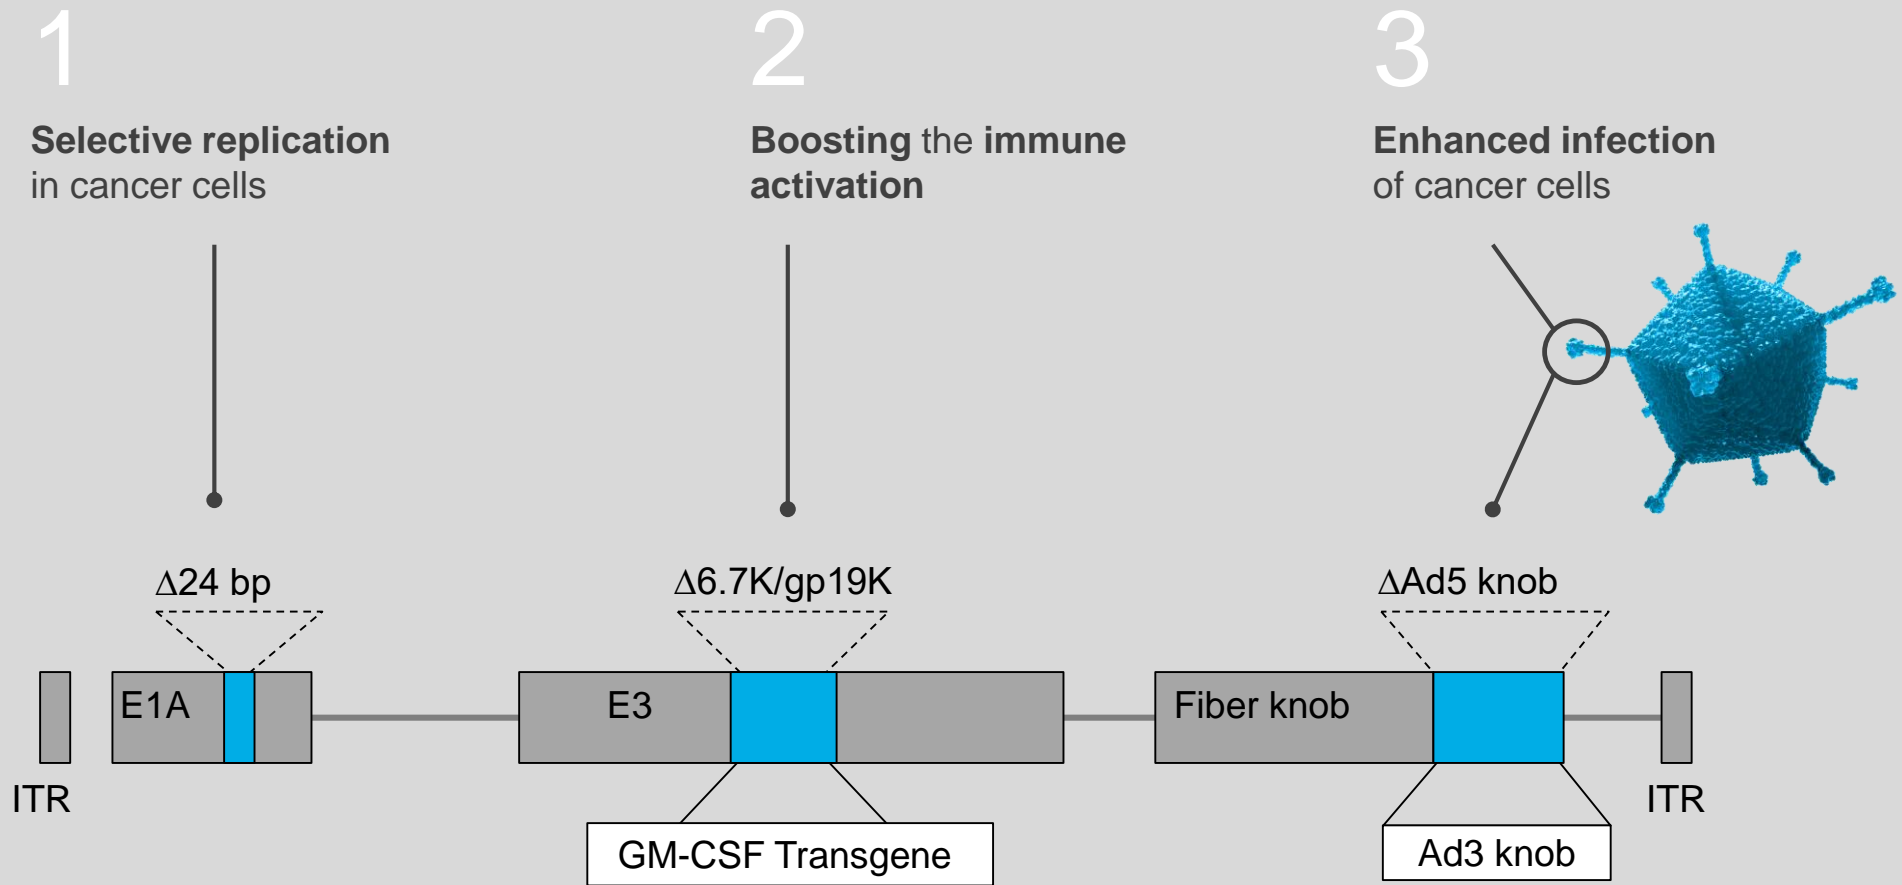 1
Selective replication
in cancer cells
2
Boosting the immune
activation
3
Enhanced infection
of cancer cells
Δ24 bp
Δ6.7K/gp19K
ΔAd5 knob
E1A
E3
Fiber knob
ITR
ITR
GM-CSF Transgene
Ad3 knob